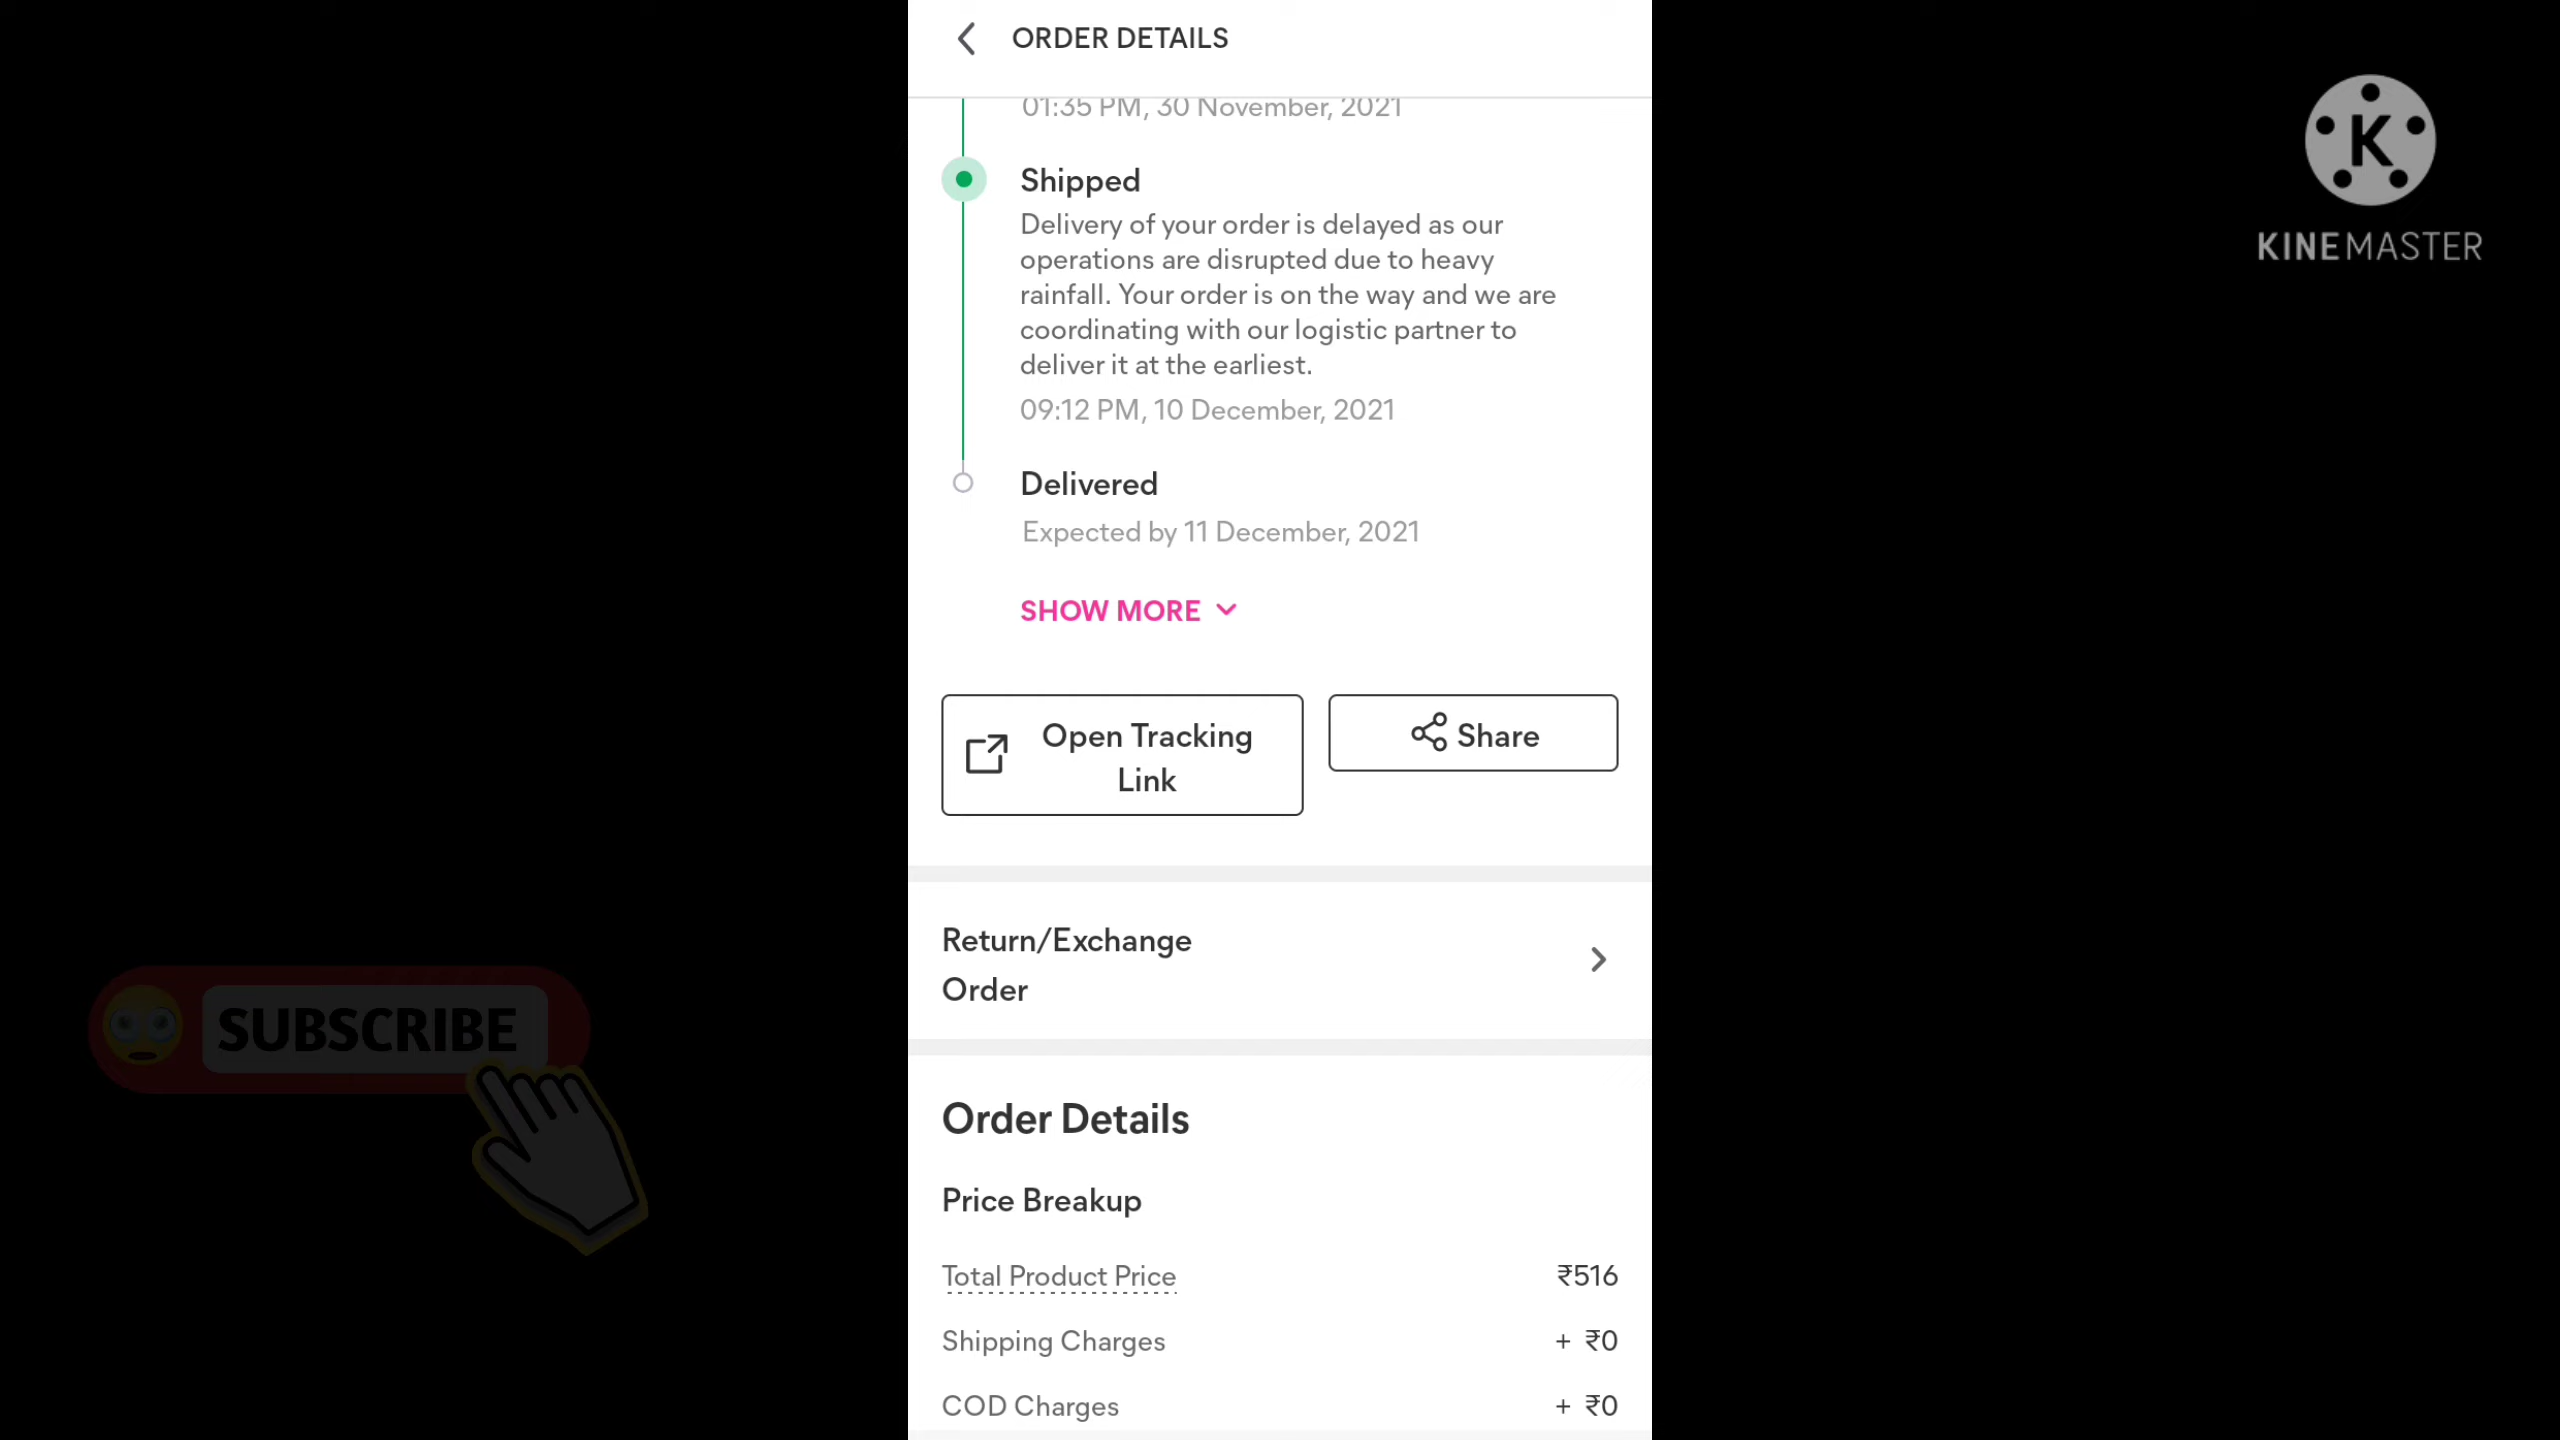 ORDER DETAILS
01:35 PM, 30 November, 2021
Shipped
Delivery of your order is delayed as our
operations are disrupted due to heavy
rainfall. Your order is on the way and we are
coordinating with our logistic partner to
deliver it at the earliest.
09:12 PM, 10 December, 2021
Delivered
Expected by 11 December, 2021
SHOW MORE
Open Tracking
Link
Share
Return/Exchange
Order
Order Details
Price Breakup
Total Product Price ₹516
Shipping Charges + ₹0
COD Charges + ₹0
K
KINEMASTER
SUBSCRIBE